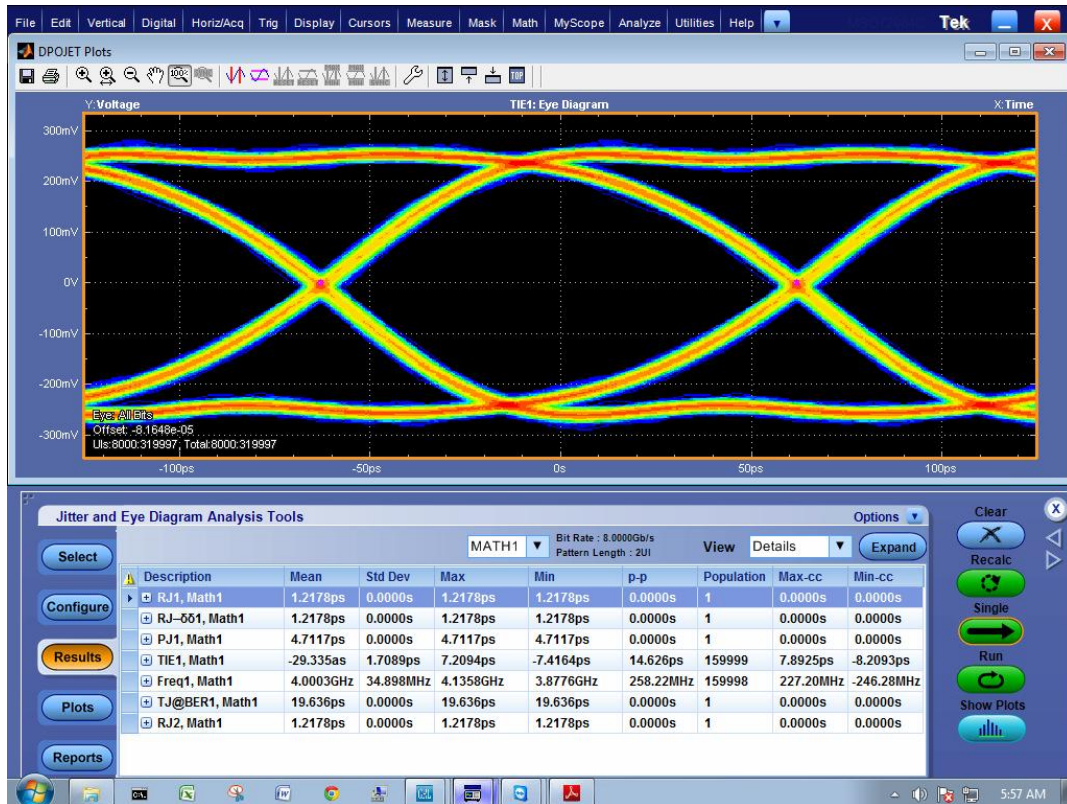 File Edit Vertical Digital Horiz/Acq Trig Display Cursors Measure Mask Math MyScope Analyze Utilities Help Tek
DPOJET Plots
100% TOP
Y:Voltage TIE1: Eye Diagram X:Time
300mV
200mV
100mV
0V
-100mV
-200mV
-300mV
Eye: All Bits
Offset: -8.1648e-05
UIs:8000:319997; Total:8000:319997
-100ps -50ps 0s 50ps 100ps
Jitter and Eye Diagram Analysis Tools Options
MATH1 Bit Rate : 8.0000Gb/s
Pattern Length : 2UI
View Details Expand
Select
Configure
Results
Plots
Reports
Description Mean Std Dev Max Min p-p Population Max-cc Min-cc
RJ1, Math1 1.2178ps 0.0000s 1.2178ps 1.2178ps 0.0000s 1 0.0000s 0.0000s
RJ–δδ1, Math1 1.2178ps 0.0000s 1.2178ps 1.2178ps 0.0000s 1 0.0000s 0.0000s
PJ1, Math1 4.7117ps 0.0000s 4.7117ps 4.7117ps 0.0000s 1 0.0000s 0.0000s
TIE1, Math1 -29.335as 1.7089ps 7.2094ps -7.4164ps 14.626ps 159999 7.8925ps -8.2093ps
Freq1, Math1 4.0003GHz 34.898MHz 4.1358GHz 3.8776GHz 258.22MHz 159998 227.20MHz -246.28MHz
TJ@BER1, Math1 19.636ps 0.0000s 19.636ps 19.636ps 0.0000s 1 0.0000s 0.0000s
RJ2, Math1 1.2178ps 0.0000s 1.2178ps 1.2178ps 0.0000s 1 0.0000s 0.0000s
Clear
Recalc
Single
Run
Show Plots
5:57 AM